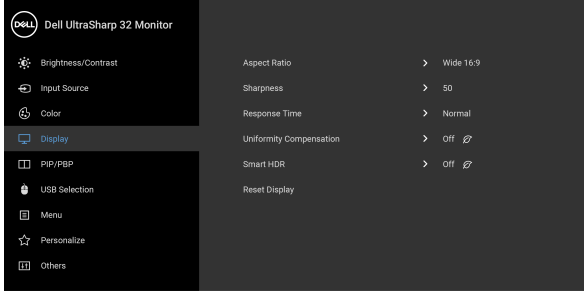 DELL Dell UltraSharp 32 Monitor
Brightness/Contrast
Input Source
Color
Display
PIP/PBP
USB Selection
Menu
Personalize
Others
Aspect Ratio > Wide 16:9
Sharpness > 50
Response Time > Normal
Uniformity Compensation > Off
Smart HDR > Off
Reset Display